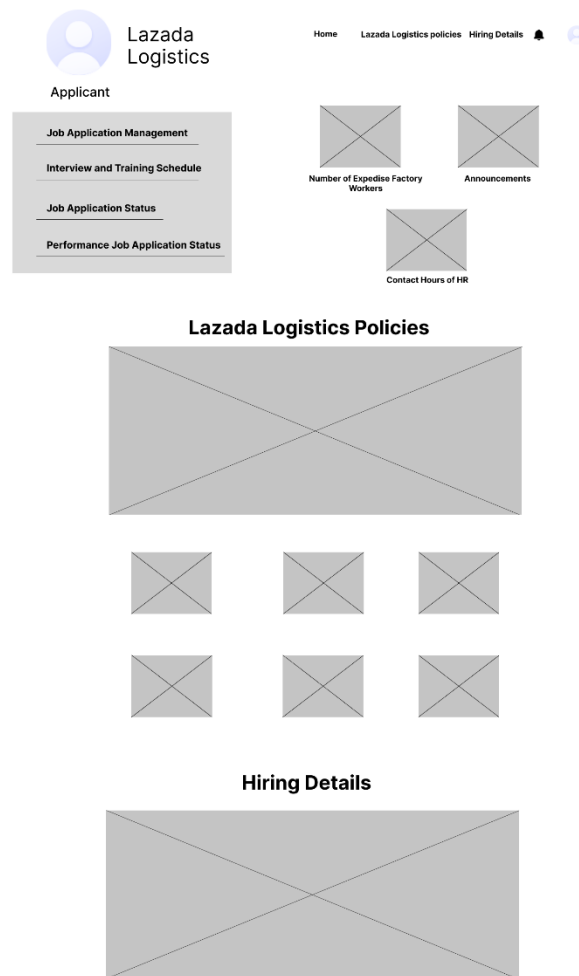 Lazada
Logistics
Home
Lazada Logistics policies
Hiring Details
Applicant
Job Application Management
Interview and Training Schedule
Job Application Status
Performance Job Application Status
Number of Expedise Factory
Workers
Announcements
Contact Hours of HR
Lazada Logistics Policies
Hiring Details